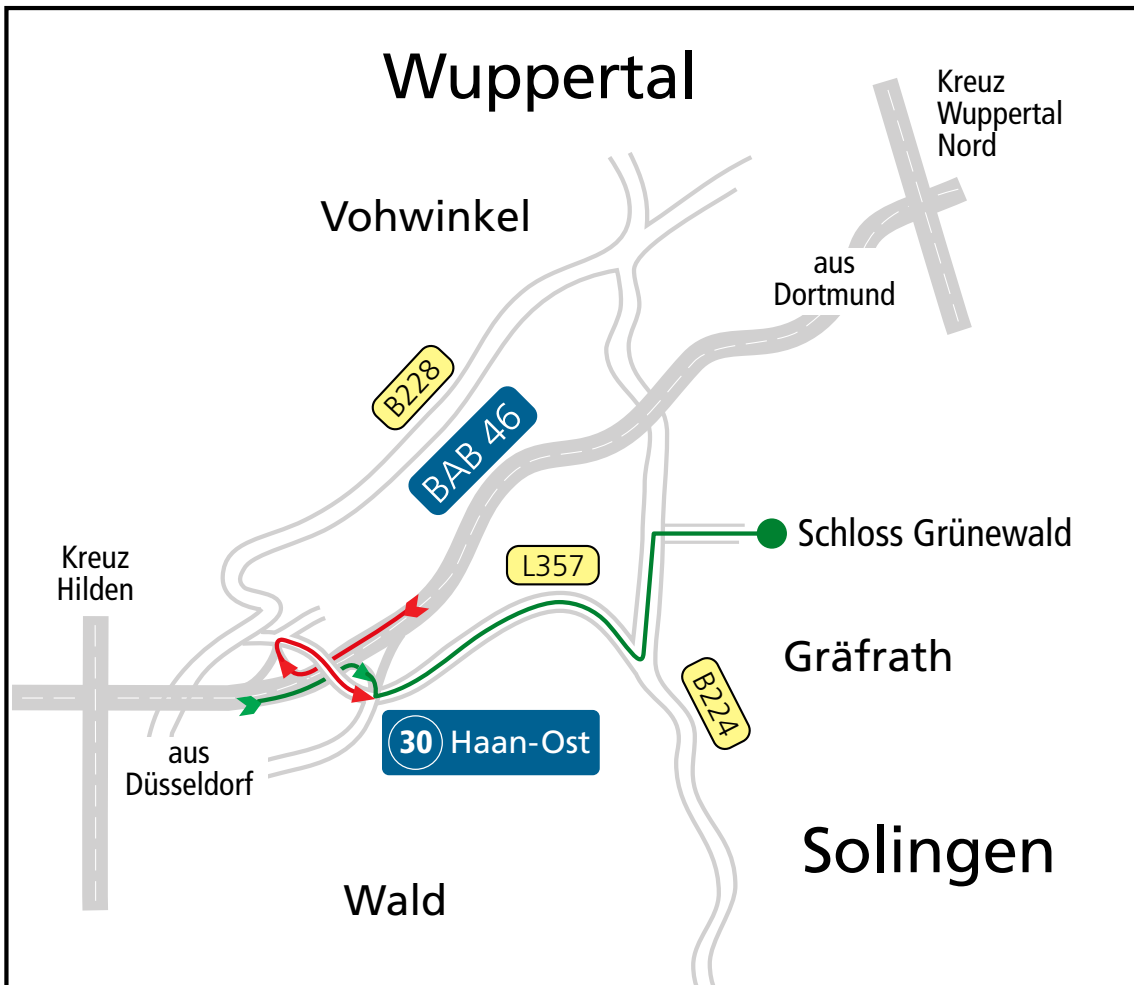 Wuppertal
Kreuz
Wuppertal
Nord
Vohwinkel
aus
Dortmund
B228
BAB 46
Schloss Grünewald
Kreuz
Hilden
L357
Gräfrath
B224
30 Haan-Ost
aus
Düsseldorf
Solingen
Wald